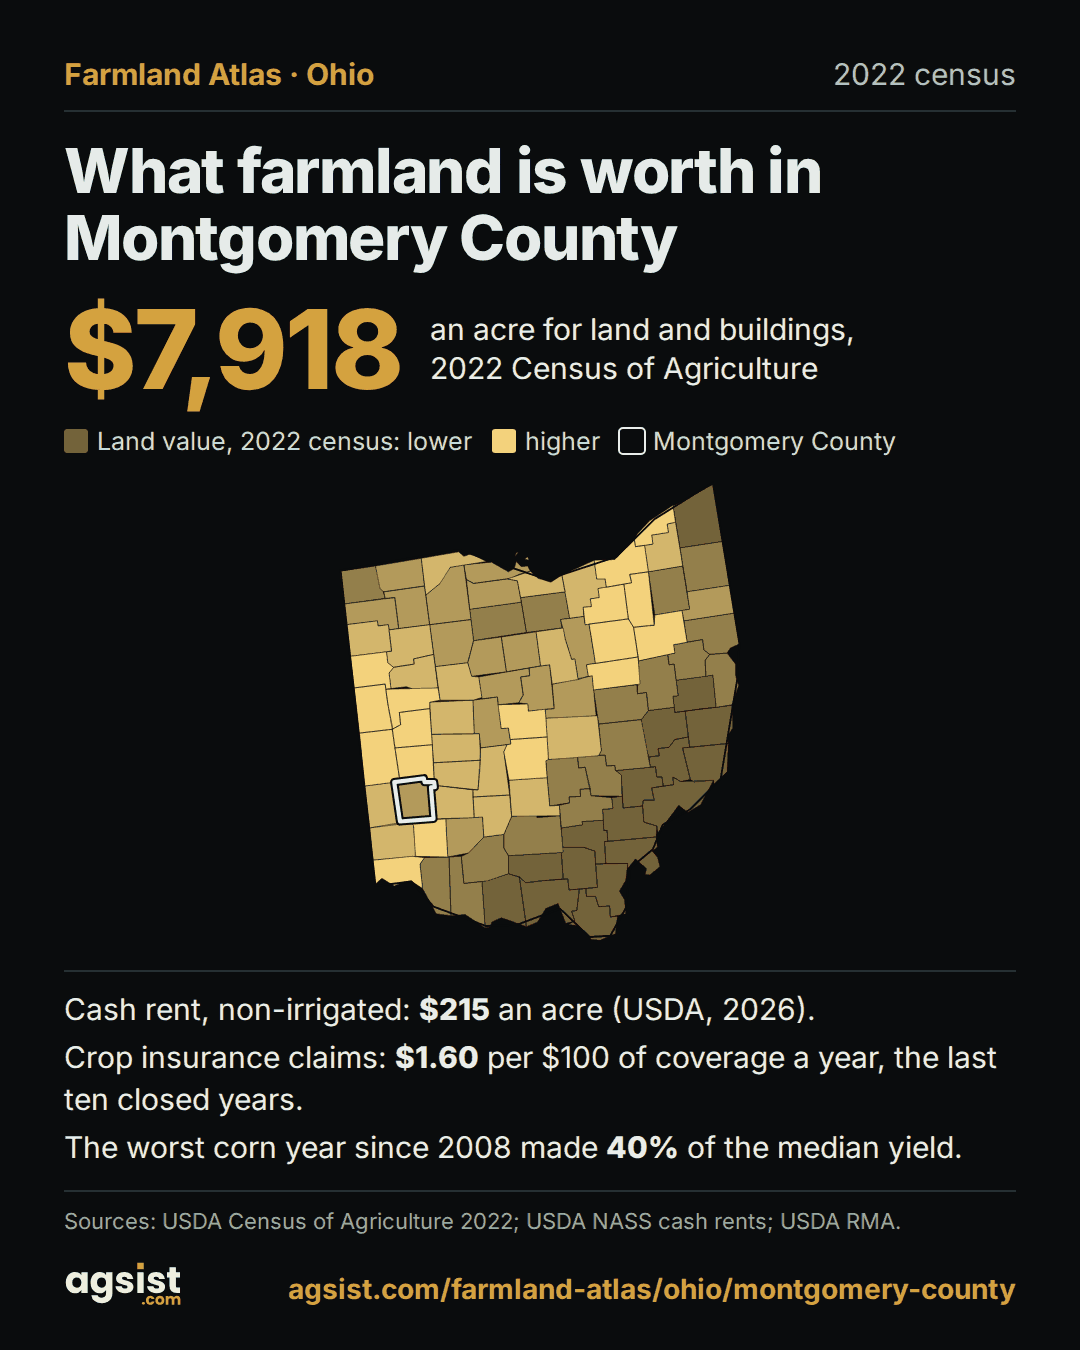 Farmland Atlas · Ohio
2022 census
What farmland is worth in
Montgomery County
$7,918
an acre for land and buildings,
2022 Census of Agriculture
Land value, 2022 census: lower
higher
Montgomery County
Cash rent, non-irrigated: $215 an acre (USDA, 2026).
Crop insurance claims: $1.60 per $100 of coverage a year, the last
ten closed years.
The worst corn year since 2008 made 40% of the median yield.
Sources: USDA Census of Agriculture 2022; USDA NASS cash rents; USDA RMA.
agsist
.com
agsist.com/farmland-atlas/ohio/montgomery-county